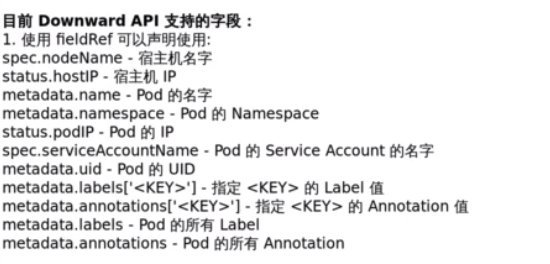 目前 Downward API 支持的字段：
1. 使用 fieldRef 可以声明使用:
spec.nodeName - 宿主机名字
status.hostIP - 宿主机 IP
metadata.name - Pod 的名字
metadata.namespace - Pod 的 Namespace
status.podIP - Pod 的 IP
spec.serviceAccountName - Pod 的 Service Account 的名字
metadata.uid - Pod 的 UID
metadata.labels['<KEY>'] - 指定 <KEY> 的 Label 值
metadata.annotations['<KEY>'] - 指定 <KEY> 的 Annotation 值
metadata.labels - Pod 的所有 Label
metadata.annotations - Pod 的所有 Annotation